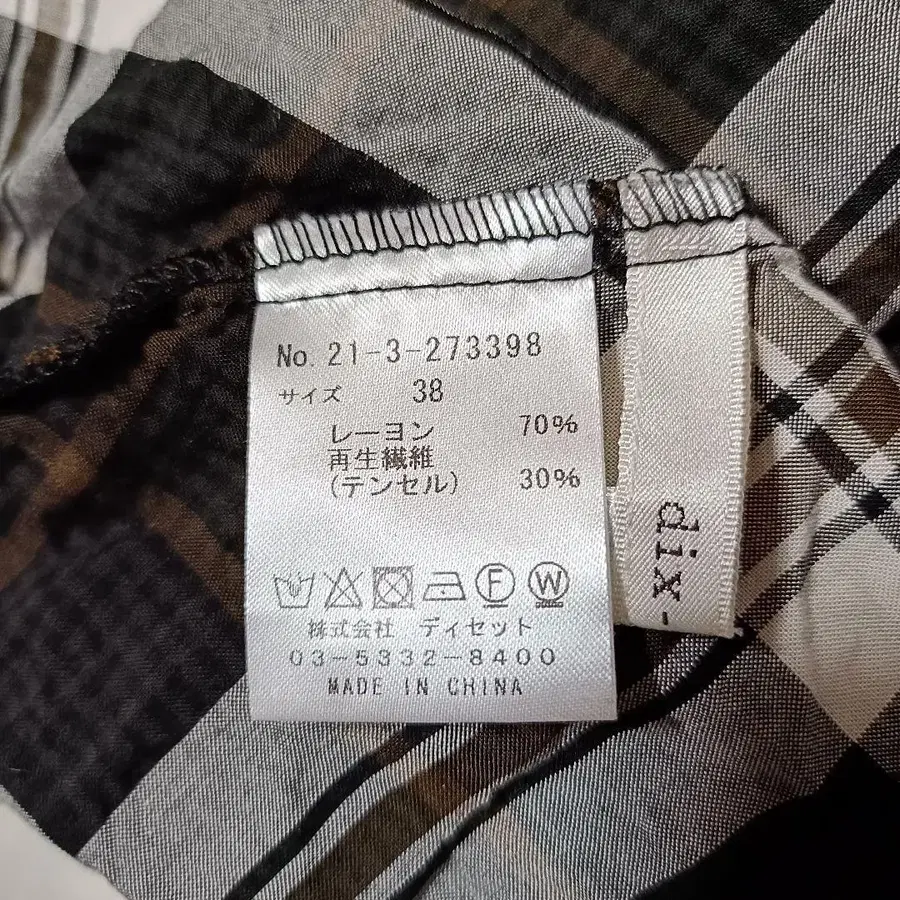 No. 21-3-273398
サイズ 38
レーヨン 70%
再生繊維
(テンセル) 30%
F W
株式会社 ディセット
03-5332-8400
MADE IN CHINA
dix-